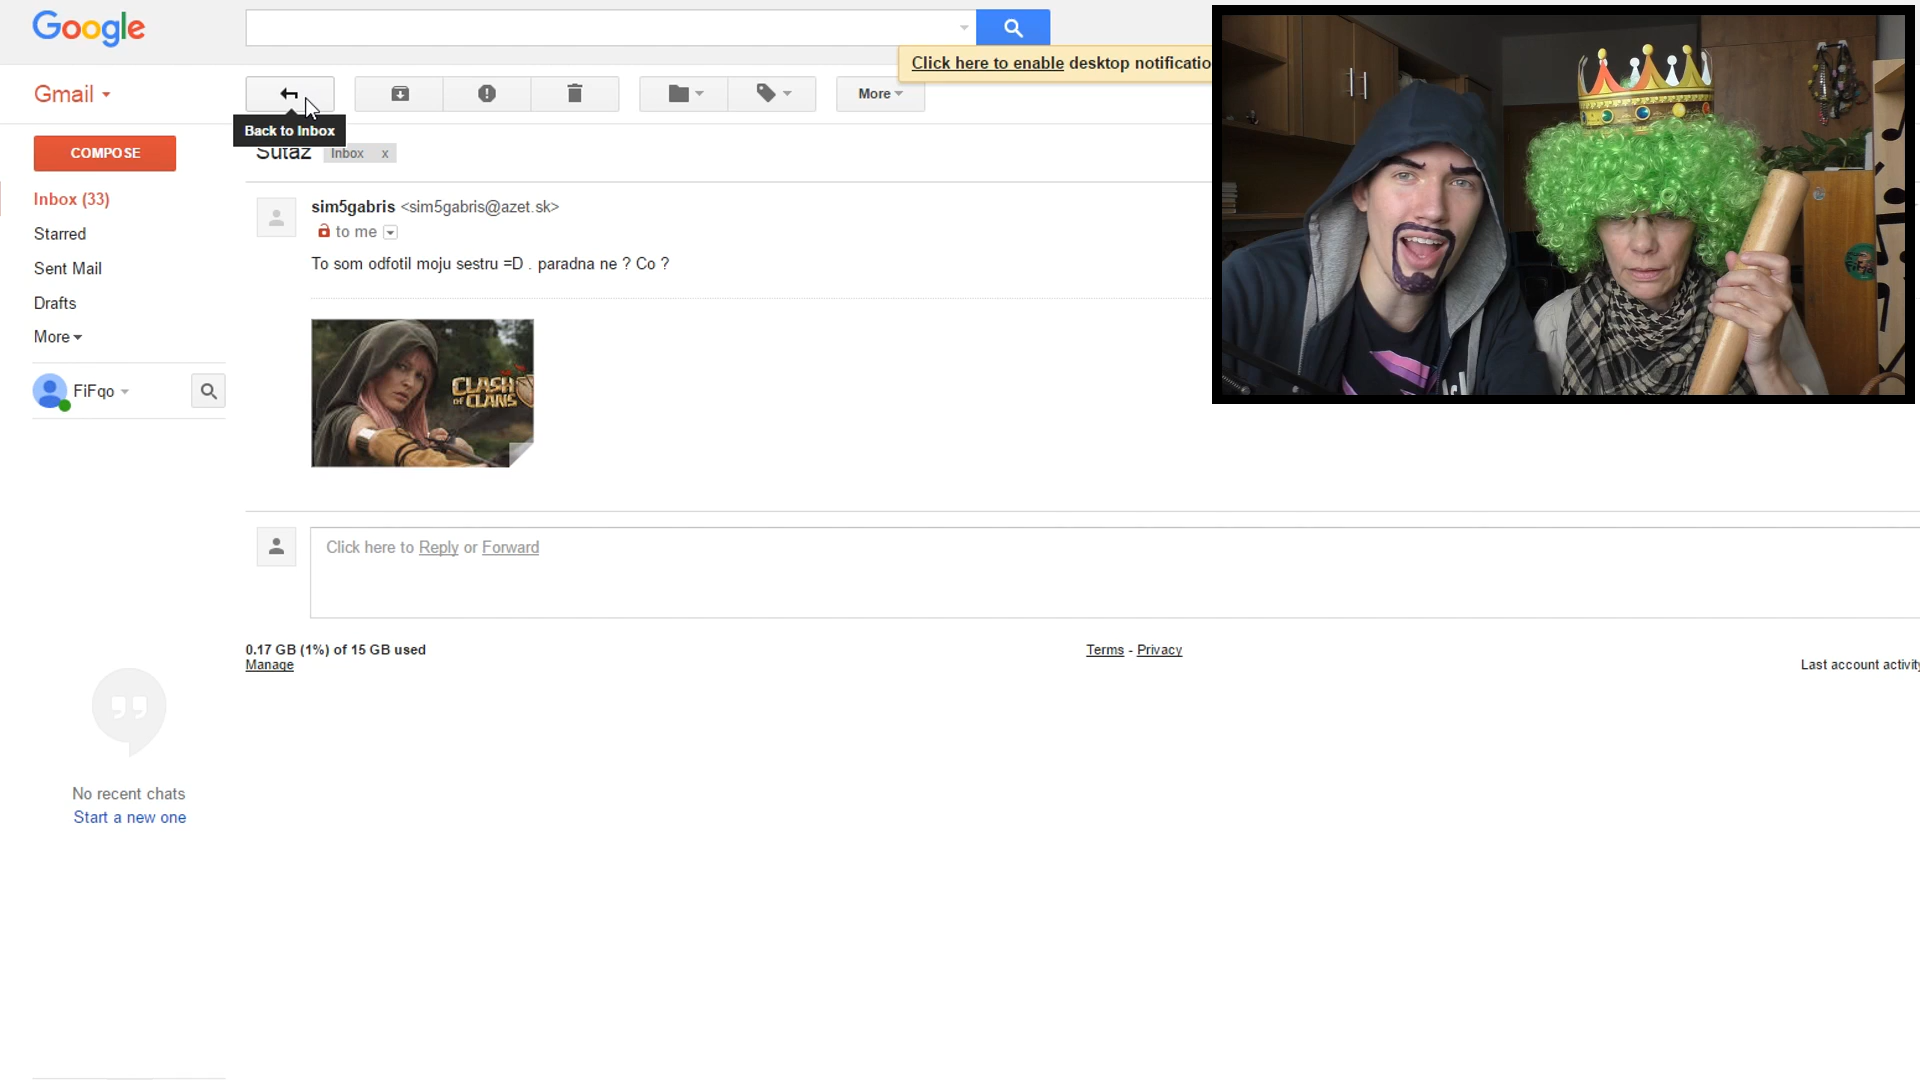 Google
Click here to enable desktop notificatio
Gmail
More
Back to Inbox
COMPOSE
Sutaz
Inbox x
Inbox (33)
sim5gabris <sim5gabris@azet.sk>
Starred
to me
Sent Mail
To som odfotil moju sestru =D . paradna ne ? Co ?
Drafts
More
CLASH
OF CLANS
FiFqo
Click here to Reply or Forward
0.17 GB (1%) of 15 GB used
Manage
Terms - Privacy
Last account activity
No recent chats
Start a new one